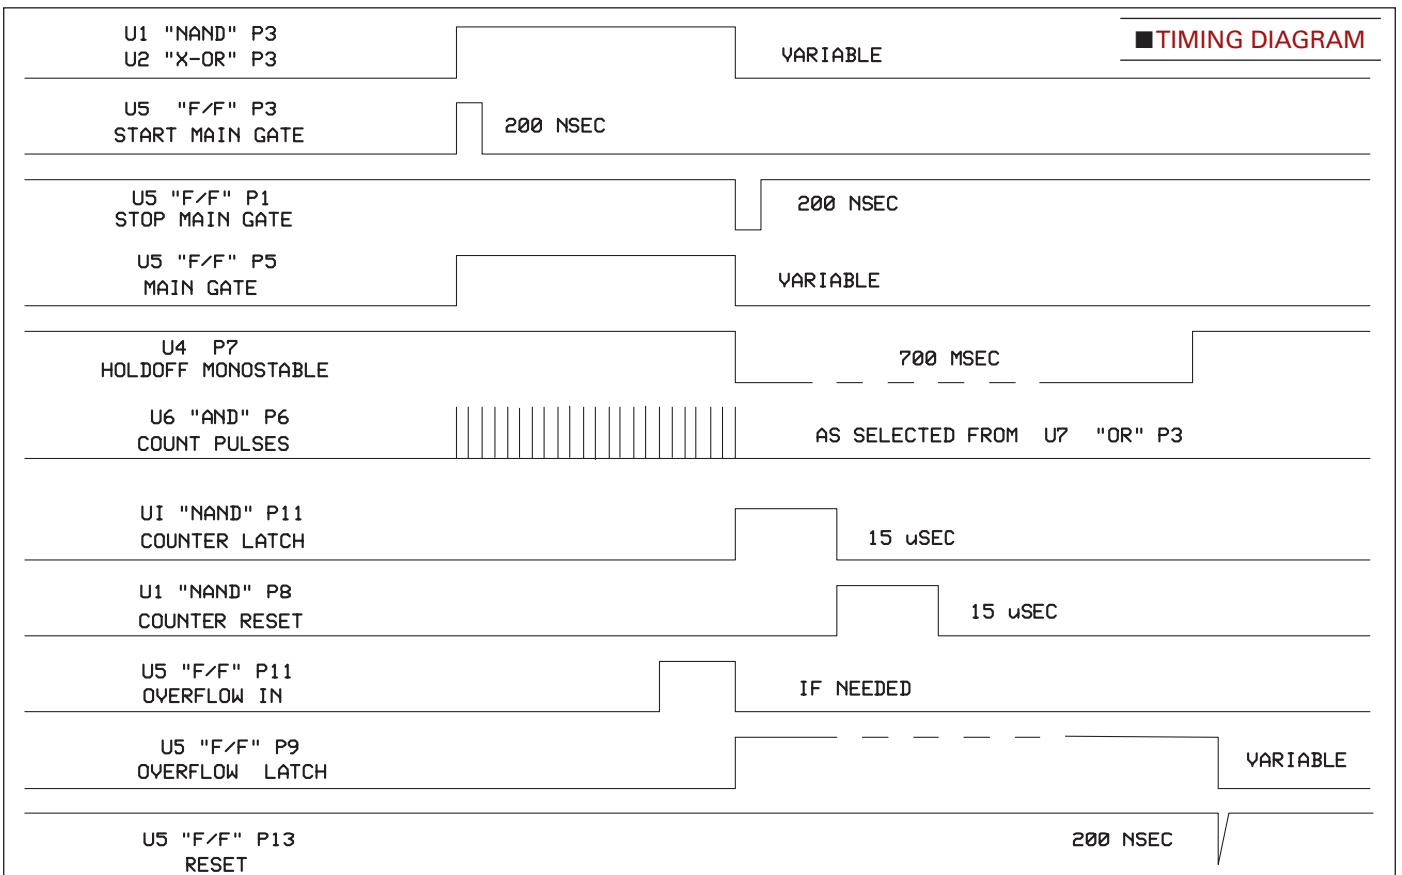 ■TIMING DIAGRAM
U1 "NAND" P3
U2 "X-OR" P3
VARIABLE
U5 "F/F" P3
START MAIN GATE
200 NSEC
U5 "F/F" P1
STOP MAIN GATE
200 NSEC
U5 "F/F" P5
MAIN GATE
VARIABLE
U4 P7
HOLDOFF MONOSTABLE
700 MSEC
U6 "AND" P6
COUNT PULSES
AS SELECTED FROM U7 "OR" P3
UI "NAND" P11
COUNTER LATCH
15 uSEC
U1 "NAND" P8
COUNTER RESET
15 uSEC
U5 "F/F" P11
OVERFLOW IN
IF NEEDED
U5 "F/F" P9
OVERFLOW LATCH
VARIABLE
U5 "F/F" P13
RESET
200 NSEC